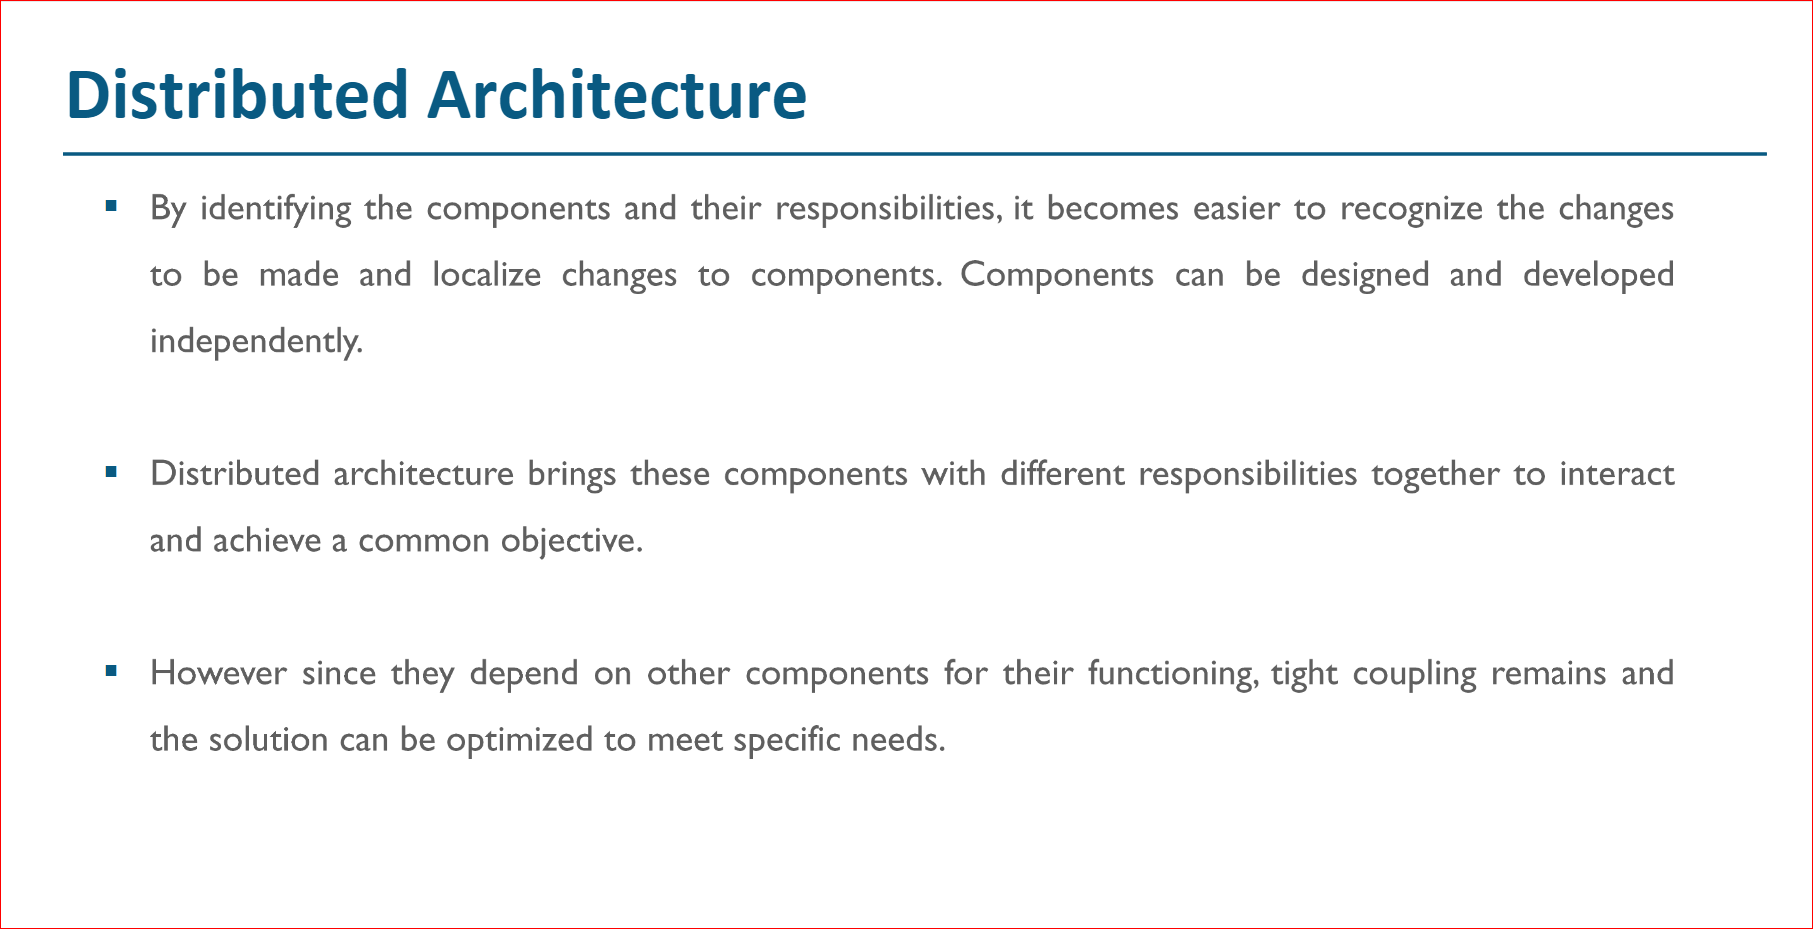 Distributed Architecture
▪ By identifying the components and their responsibilities, it becomes easier to recognize the changes
to be made and localize changes to components. Components can be designed and developed
independently.
▪ Distributed architecture brings these components with different responsibilities together to interact
and achieve a common objective.
▪ However since they depend on other components for their functioning, tight coupling remains and
the solution can be optimized to meet specific needs.